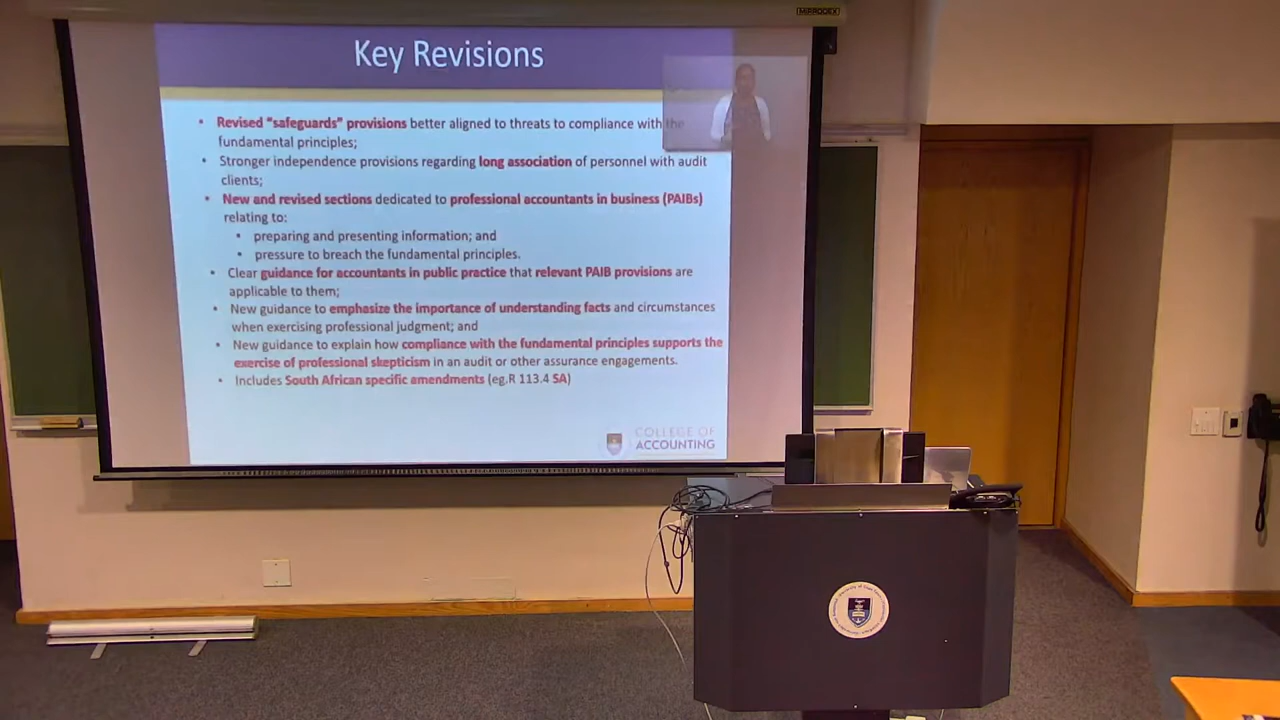 Key Revisions
• Revised "safeguards" provisions better aligned to threats to compliance with the
fundamental principles;
• Stronger independence provisions regarding long association of personnel with audit
clients;
• New and revised sections dedicated to professional accountants in business (PAIBs)
relating to:
• preparing and presenting information; and
• pressure to breach the fundamental principles.
• Clear guidance for accountants in public practice that relevant PAIB provisions are
applicable to them;
• New guidance to emphasize the importance of understanding facts and circumstances
when exercising professional judgment; and
• New guidance to explain how compliance with the fundamental principles supports the
exercise of professional skepticism in an audit or other assurance engagements.
• Includes South African specific amendments (eg.R 113.4 SA)
COLLEGE OF
ACCOUNTING